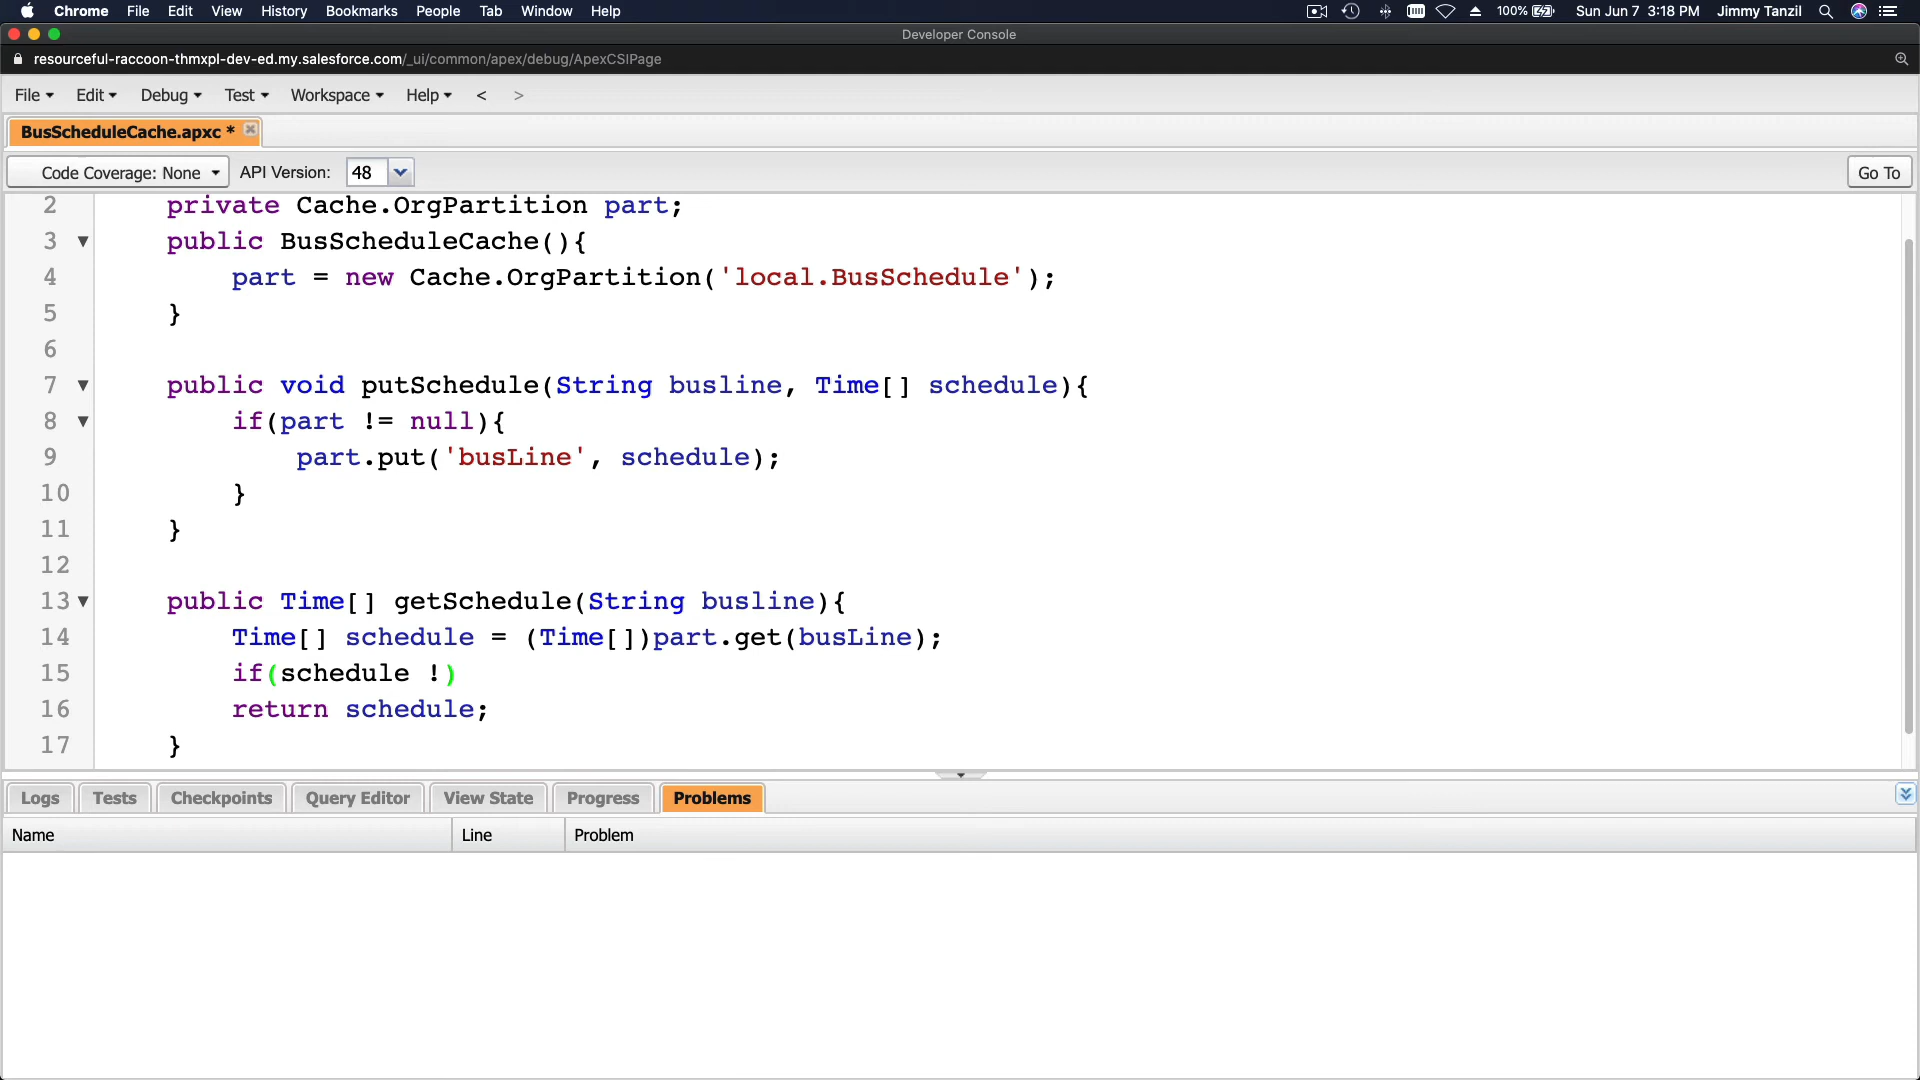 Chrome File Edit View History Bookmarks People Tab Window Help 100% Sun Jun 7 3:18 PM Jimmy Tanzil
Developer Console
resourceful-raccoon-thmxpl-dev-ed.my.salesforce.com/_ui/common/apex/debug/ApexCSIPage
File Edit Debug Test Workspace Help < >
BusScheduleCache.apxc *
Code Coverage: None API Version: 48 Go To
2 private Cache.OrgPartition part;
3 public BusScheduleCache(){
4 part = new Cache.OrgPartition('local.BusSchedule');
5 }
6
7 public void putSchedule(String busline, Time[] schedule){
8 if(part != null){
9 part.put('busLine', schedule);
10 }
11 }
12
13 public Time[] getSchedule(String busline){
14 Time[] schedule = (Time[])part.get(busLine);
15 if(schedule !)
16 return schedule;
17 }
Logs Tests Checkpoints Query Editor View State Progress Problems
Name Line Problem